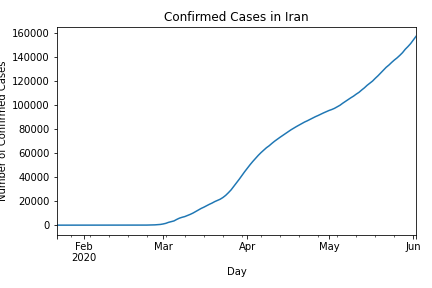 Confirmed Cases in Iran
160000
140000
120000
100000
80000
60000
40000
20000
0
Number of Confirmed Cases
Feb Mar Apr May Jun
2020
Day